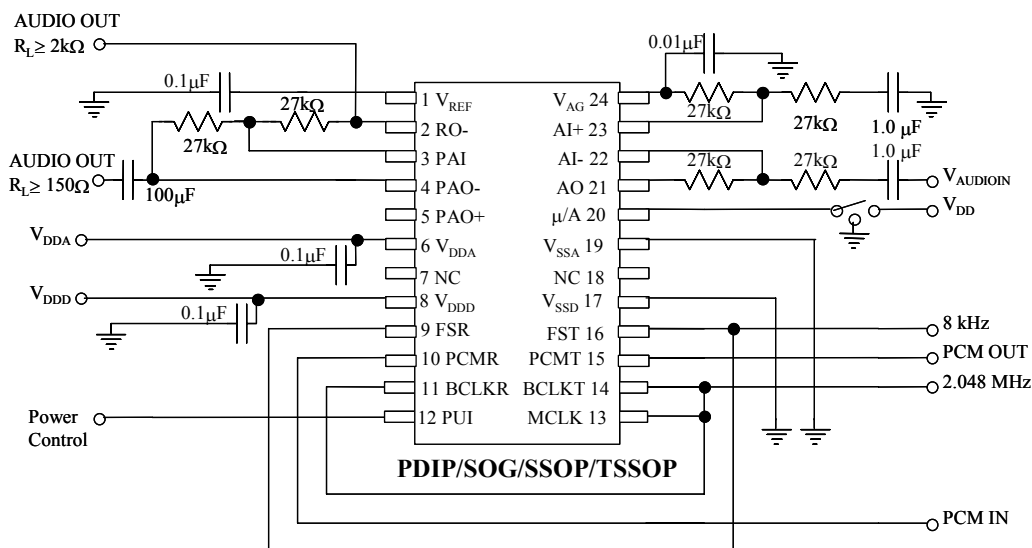 AUDIO OUT
R_L ≥ 2kΩ
0.1µF
27kΩ
27kΩ
AUDIO OUT
R_L ≥ 150Ω
100µF
V_DDA
0.1µF
V_DDD
0.1µF
Power
Control
1 V_REF
2 RO-
3 PAI
4 PAO-
5 PAO+
6 V_DDA
7 NC
8 V_DDD
9 FSR
10 PCMR
11 BCLKR
12 PUI
V_AG 24
AI+ 23
AI- 22
AO 21
µ/A 20
V_SSA 19
NC 18
V_SSD 17
FST 16
PCMT 15
BCLKT 14
MCLK 13
PDIP/SOG/SSOP/TSSOP
0.01µF
27kΩ
27kΩ
1.0 µF
1.0 µF
27kΩ
27kΩ
V_AUDIOIN
V_DD
8 kHz
PCM OUT
2.048 MHz
PCM IN